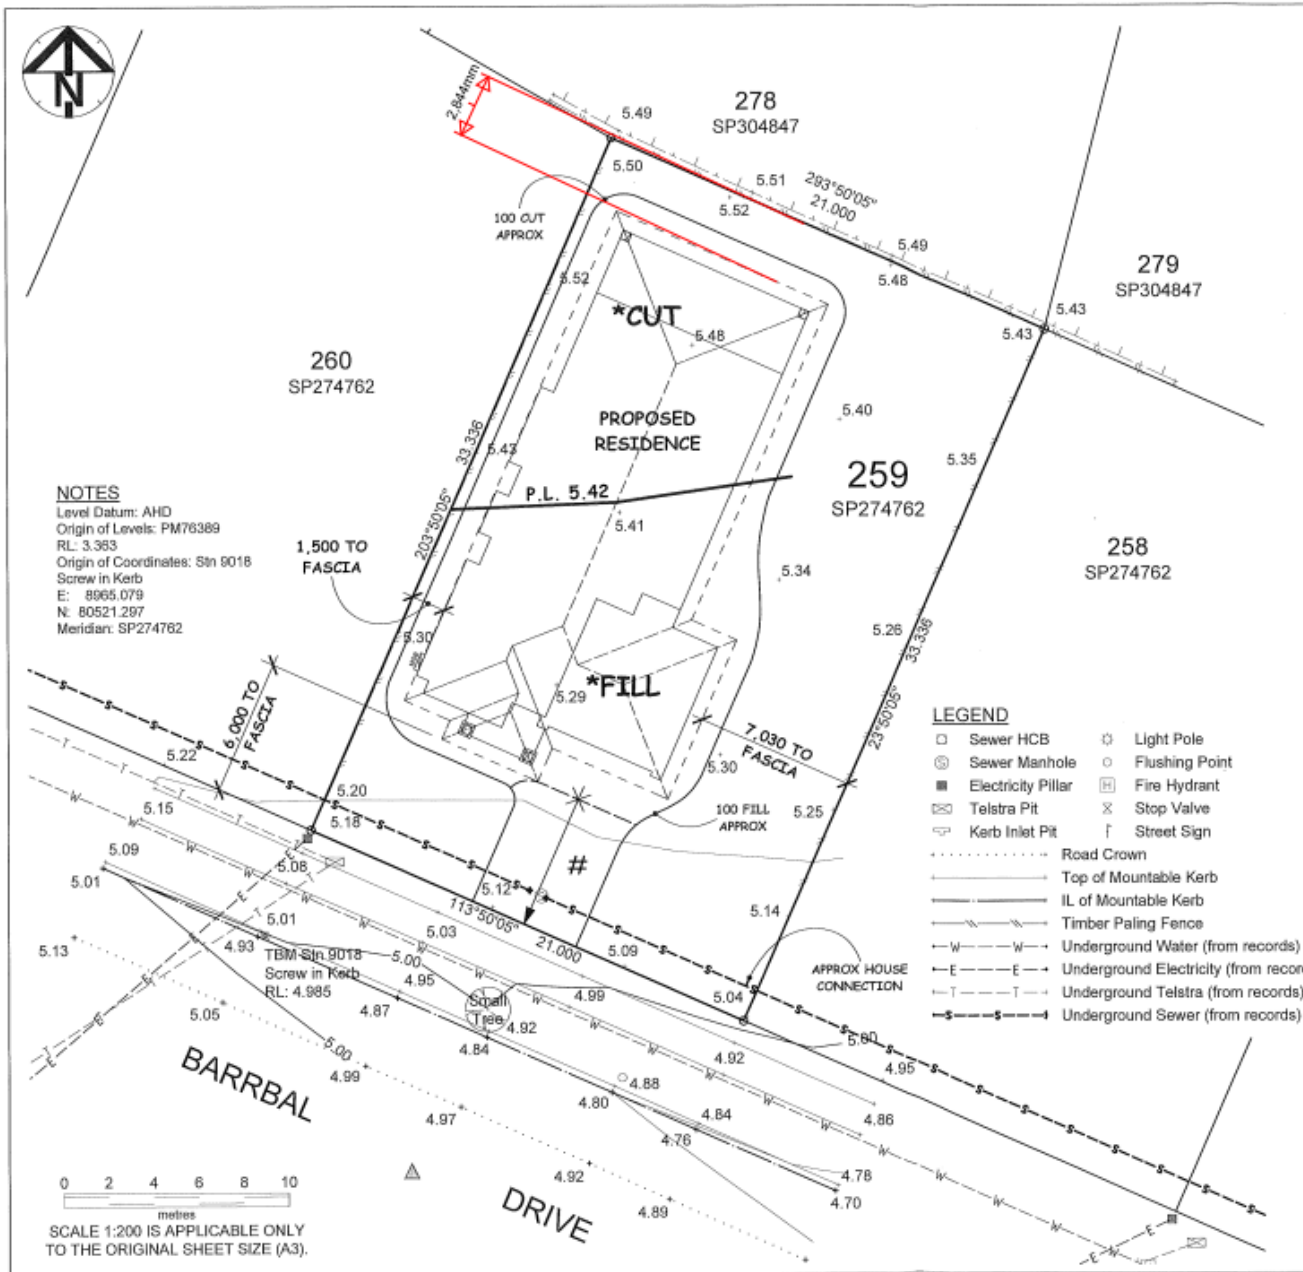 N
2,844mm
5.49
278
SP304847
5.50
5.51
5.52
293°50'05"
21.000
100 CUT
APPROX
5.49
5.48
279
SP304847
5.43
5.43
5.52
*CUT
5.48
260
SP274762
PROPOSED
RESIDENCE
5.40
33.336
5.43
5.35
259
SP274762
P.L. 5.42
5.41
203°50'05"
NOTES
Level Datum: AHD
Origin of Levels: PM76389
RL: 3.363
Origin of Coordinates: Stn 9018
Screw in Kerb
E: 8965.079
N: 80521.297
Meridian: SP274762
1,500 TO
FASCIA
258
SP274762
5.34
5.30
5.26
33.336
23°50'05"
*FILL
5.29
6,000 TO
FASCIA
7,030 TO
FASCIA
5.30
5.22
5.20
5.18
5.15
100 FILL
APPROX
5.25
LEGEND
Sewer HCB
Light Pole
S Sewer Manhole
Flushing Point
Electricity Pillar
H Fire Hydrant
Telstra Pit
Stop Valve
Kerb Inlet Pit
Street Sign
Road Crown
Top of Mountable Kerb
IL of Mountable Kerb
Timber Paling Fence
W W Underground Water (from records)
E E Underground Electricity (from recor
T T Underground Telstra (from records)
S S Underground Sewer (from records)
5.09
5.08
5.01
#
5.12
113°50'05"
21.000
5.14
5.09
5.01
4.93
5.03
5.13
TBM Stn 9018
Screw in Kerb
RL: 4.985
5.00
4.95
APPROX HOUSE
CONNECTION
5.04
4.99
4.87
Small
Tree
4.92
5.00
5.05
4.84
4.92
4.95
5.00
4.99
BARRBAL
4.88
4.80
4.86
4.97
4.84
4.76
4.92
4.78
4.70
4.89
DRIVE
0 2 4 6 8 10
metres
SCALE 1:200 IS APPLICABLE ONLY
TO THE ORIGINAL SHEET SIZE (A3).